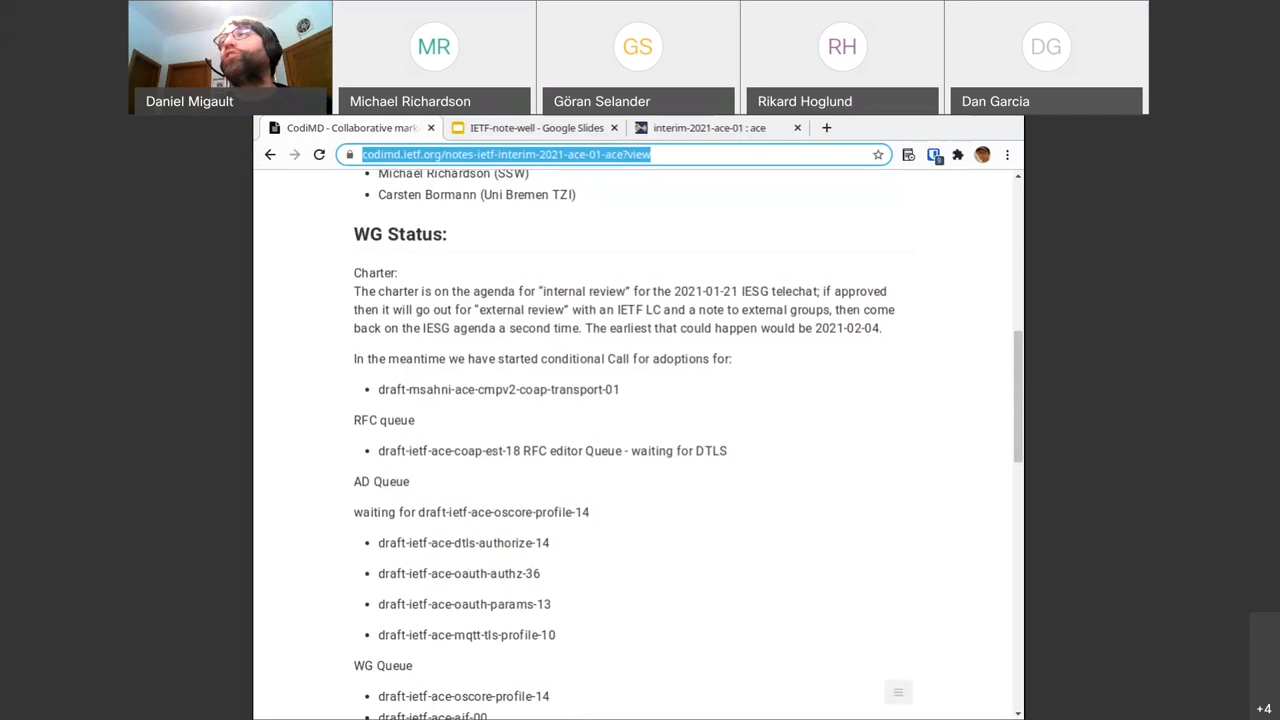 MR
GS
RH
DG
Daniel Migault
Michael Richardson
Göran Selander
Rikard Hoglund
Dan Garcia
CodiMD - Collaborative mark
IETF-note-well - Google Slides
interim-2021-ace-01 : ace
codimd.ietf.org/notes-ietf-interim-2021-ace-01-ace?view
• Michael Richardson (SSW)
• Carsten Bormann (Uni Bremen TZI)
WG Status:
Charter:
The charter is on the agenda for “internal review” for the 2021-01-21 IESG telechat; if approved
then it will go out for “external review” with an IETF LC and a note to external groups, then come
back on the IESG agenda a second time. The earliest that could happen would be 2021-02-04.
In the meantime we have started conditional Call for adoptions for:
• draft-msahni-ace-cmpv2-coap-transport-01
RFC queue
• draft-ietf-ace-coap-est-18 RFC editor Queue - waiting for DTLS
AD Queue
waiting for draft-ietf-ace-oscore-profile-14
• draft-ietf-ace-dtls-authorize-14
• draft-ietf-ace-oauth-authz-36
• draft-ietf-ace-oauth-params-13
• draft-ietf-ace-mqtt-tls-profile-10
WG Queue
• draft-ietf-ace-oscore-profile-14
• draft-ietf-ace-aif-00
+4